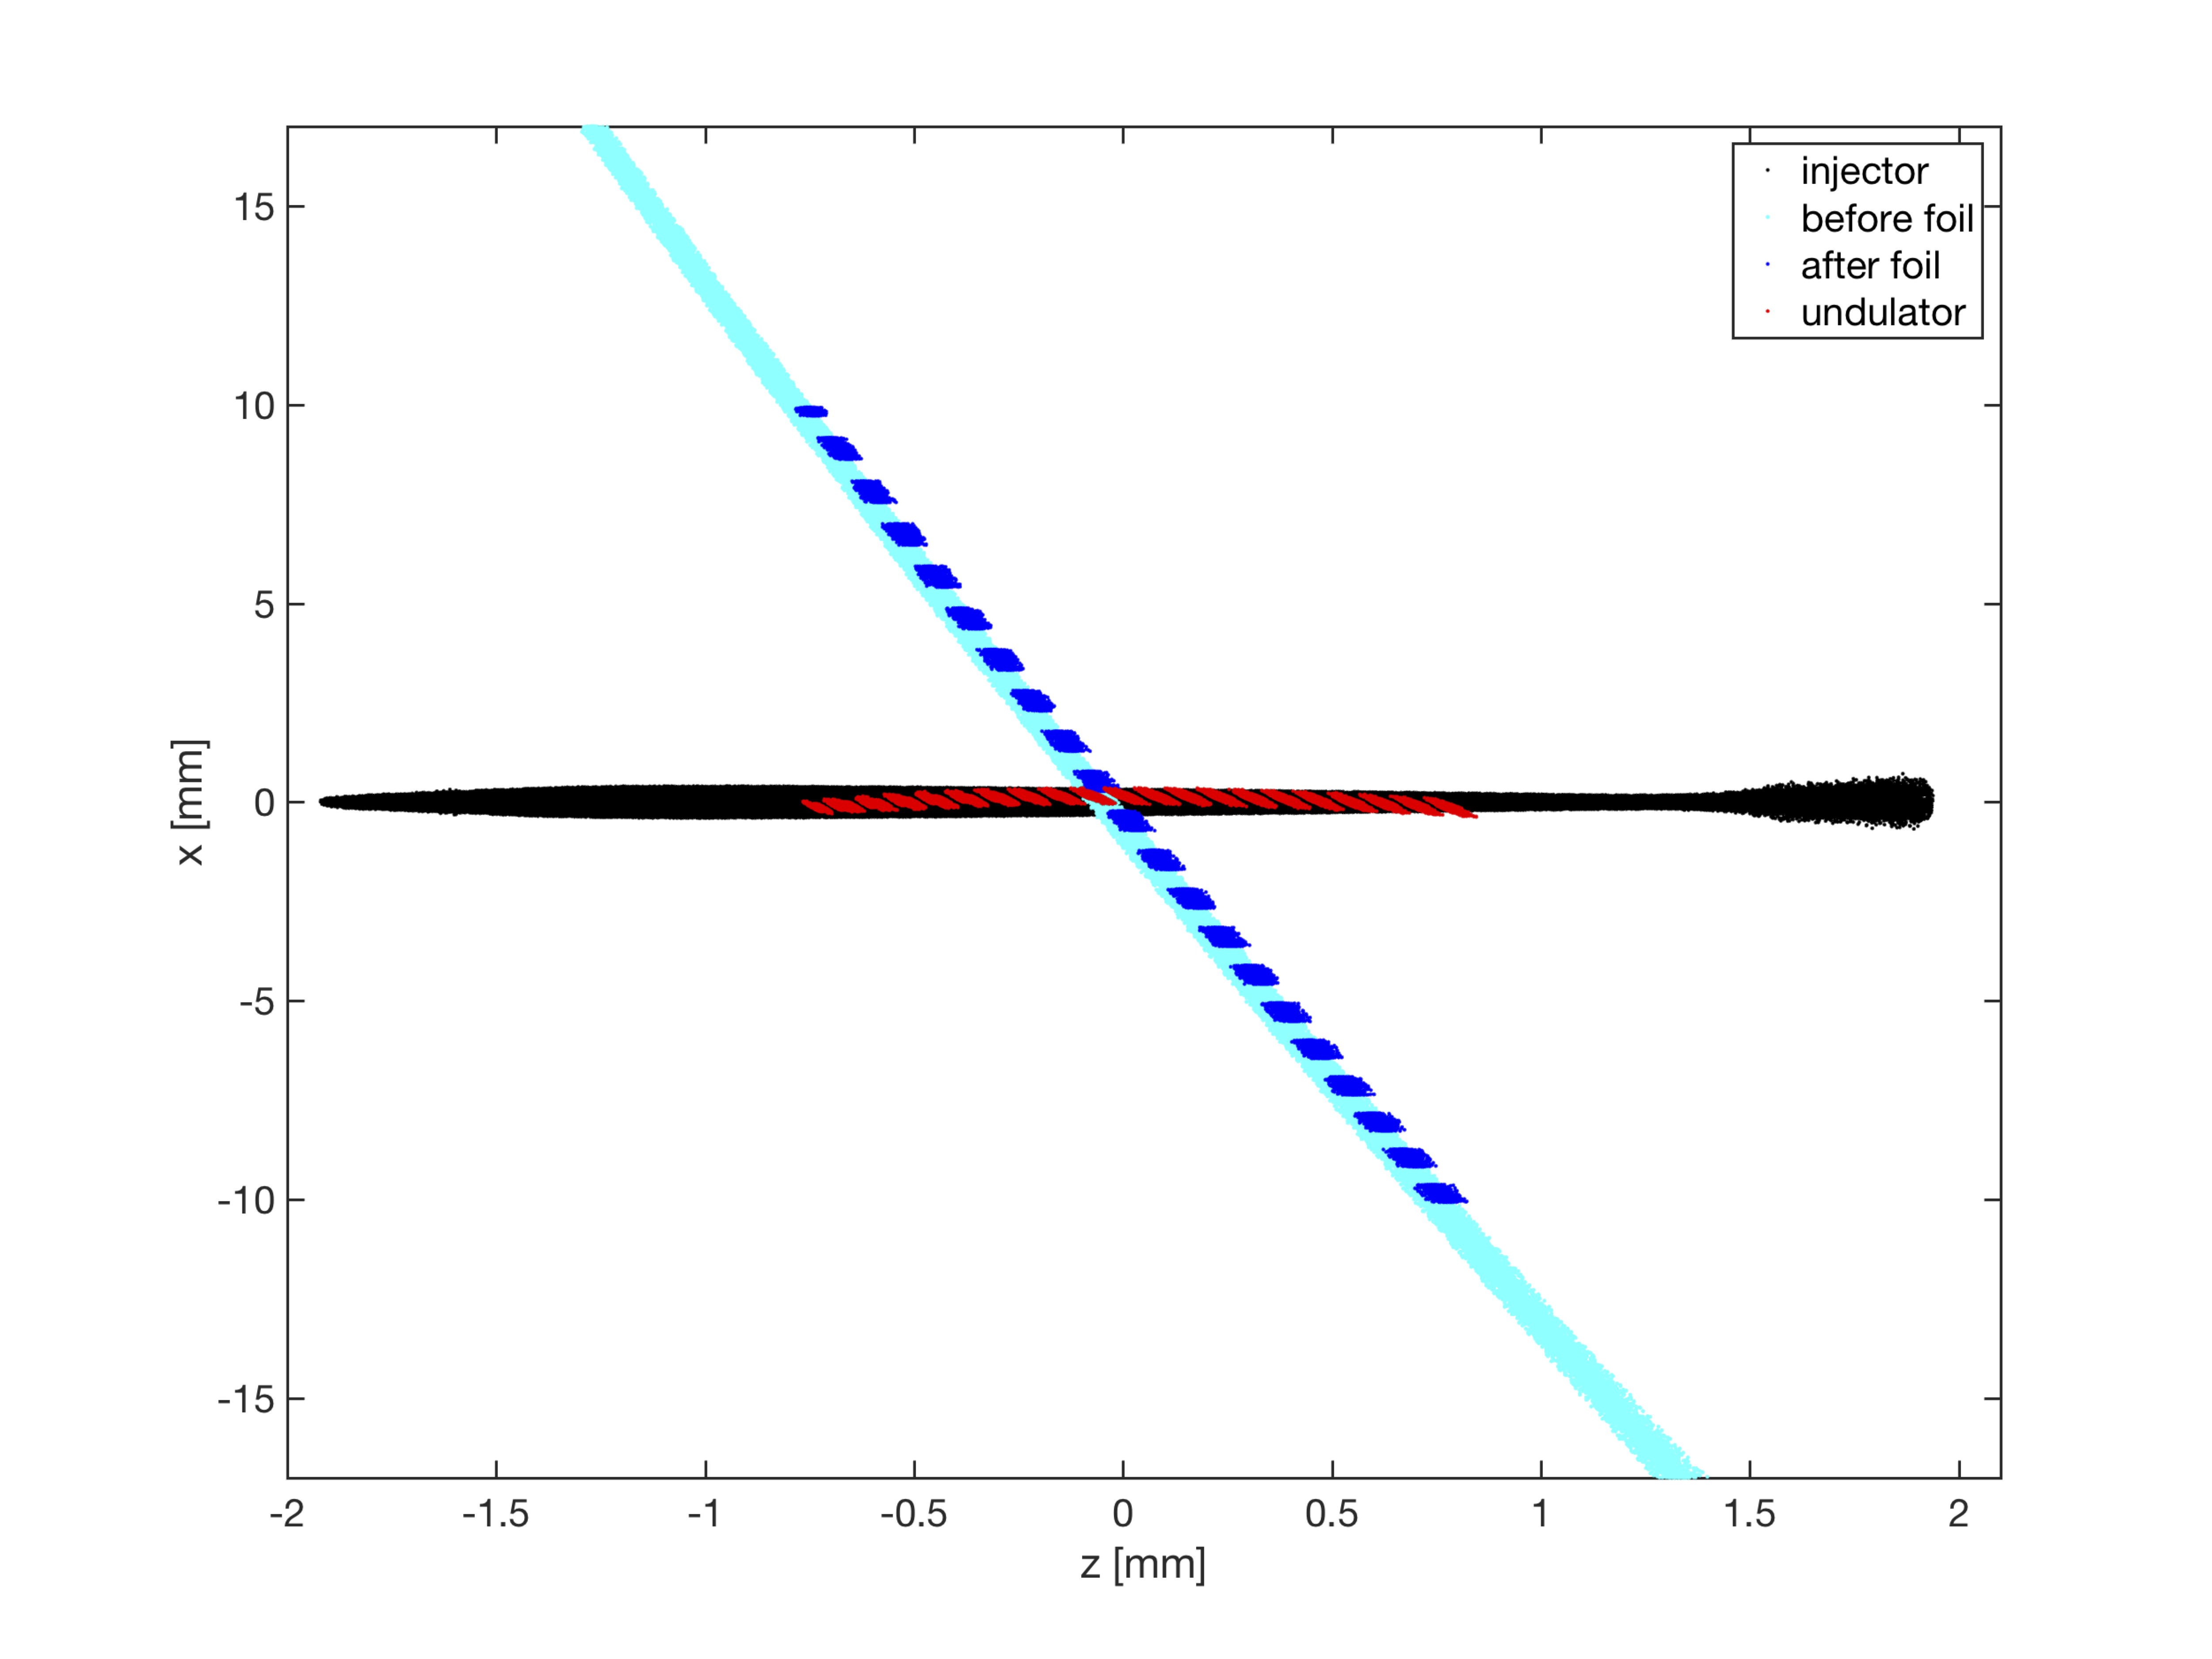 injector
before foil
after foil
undulator
15
10
5
0
-5
-10
-15
x [mm]
-2 -1.5 -1 -0.5 0 0.5 1 1.5 2
z [mm]